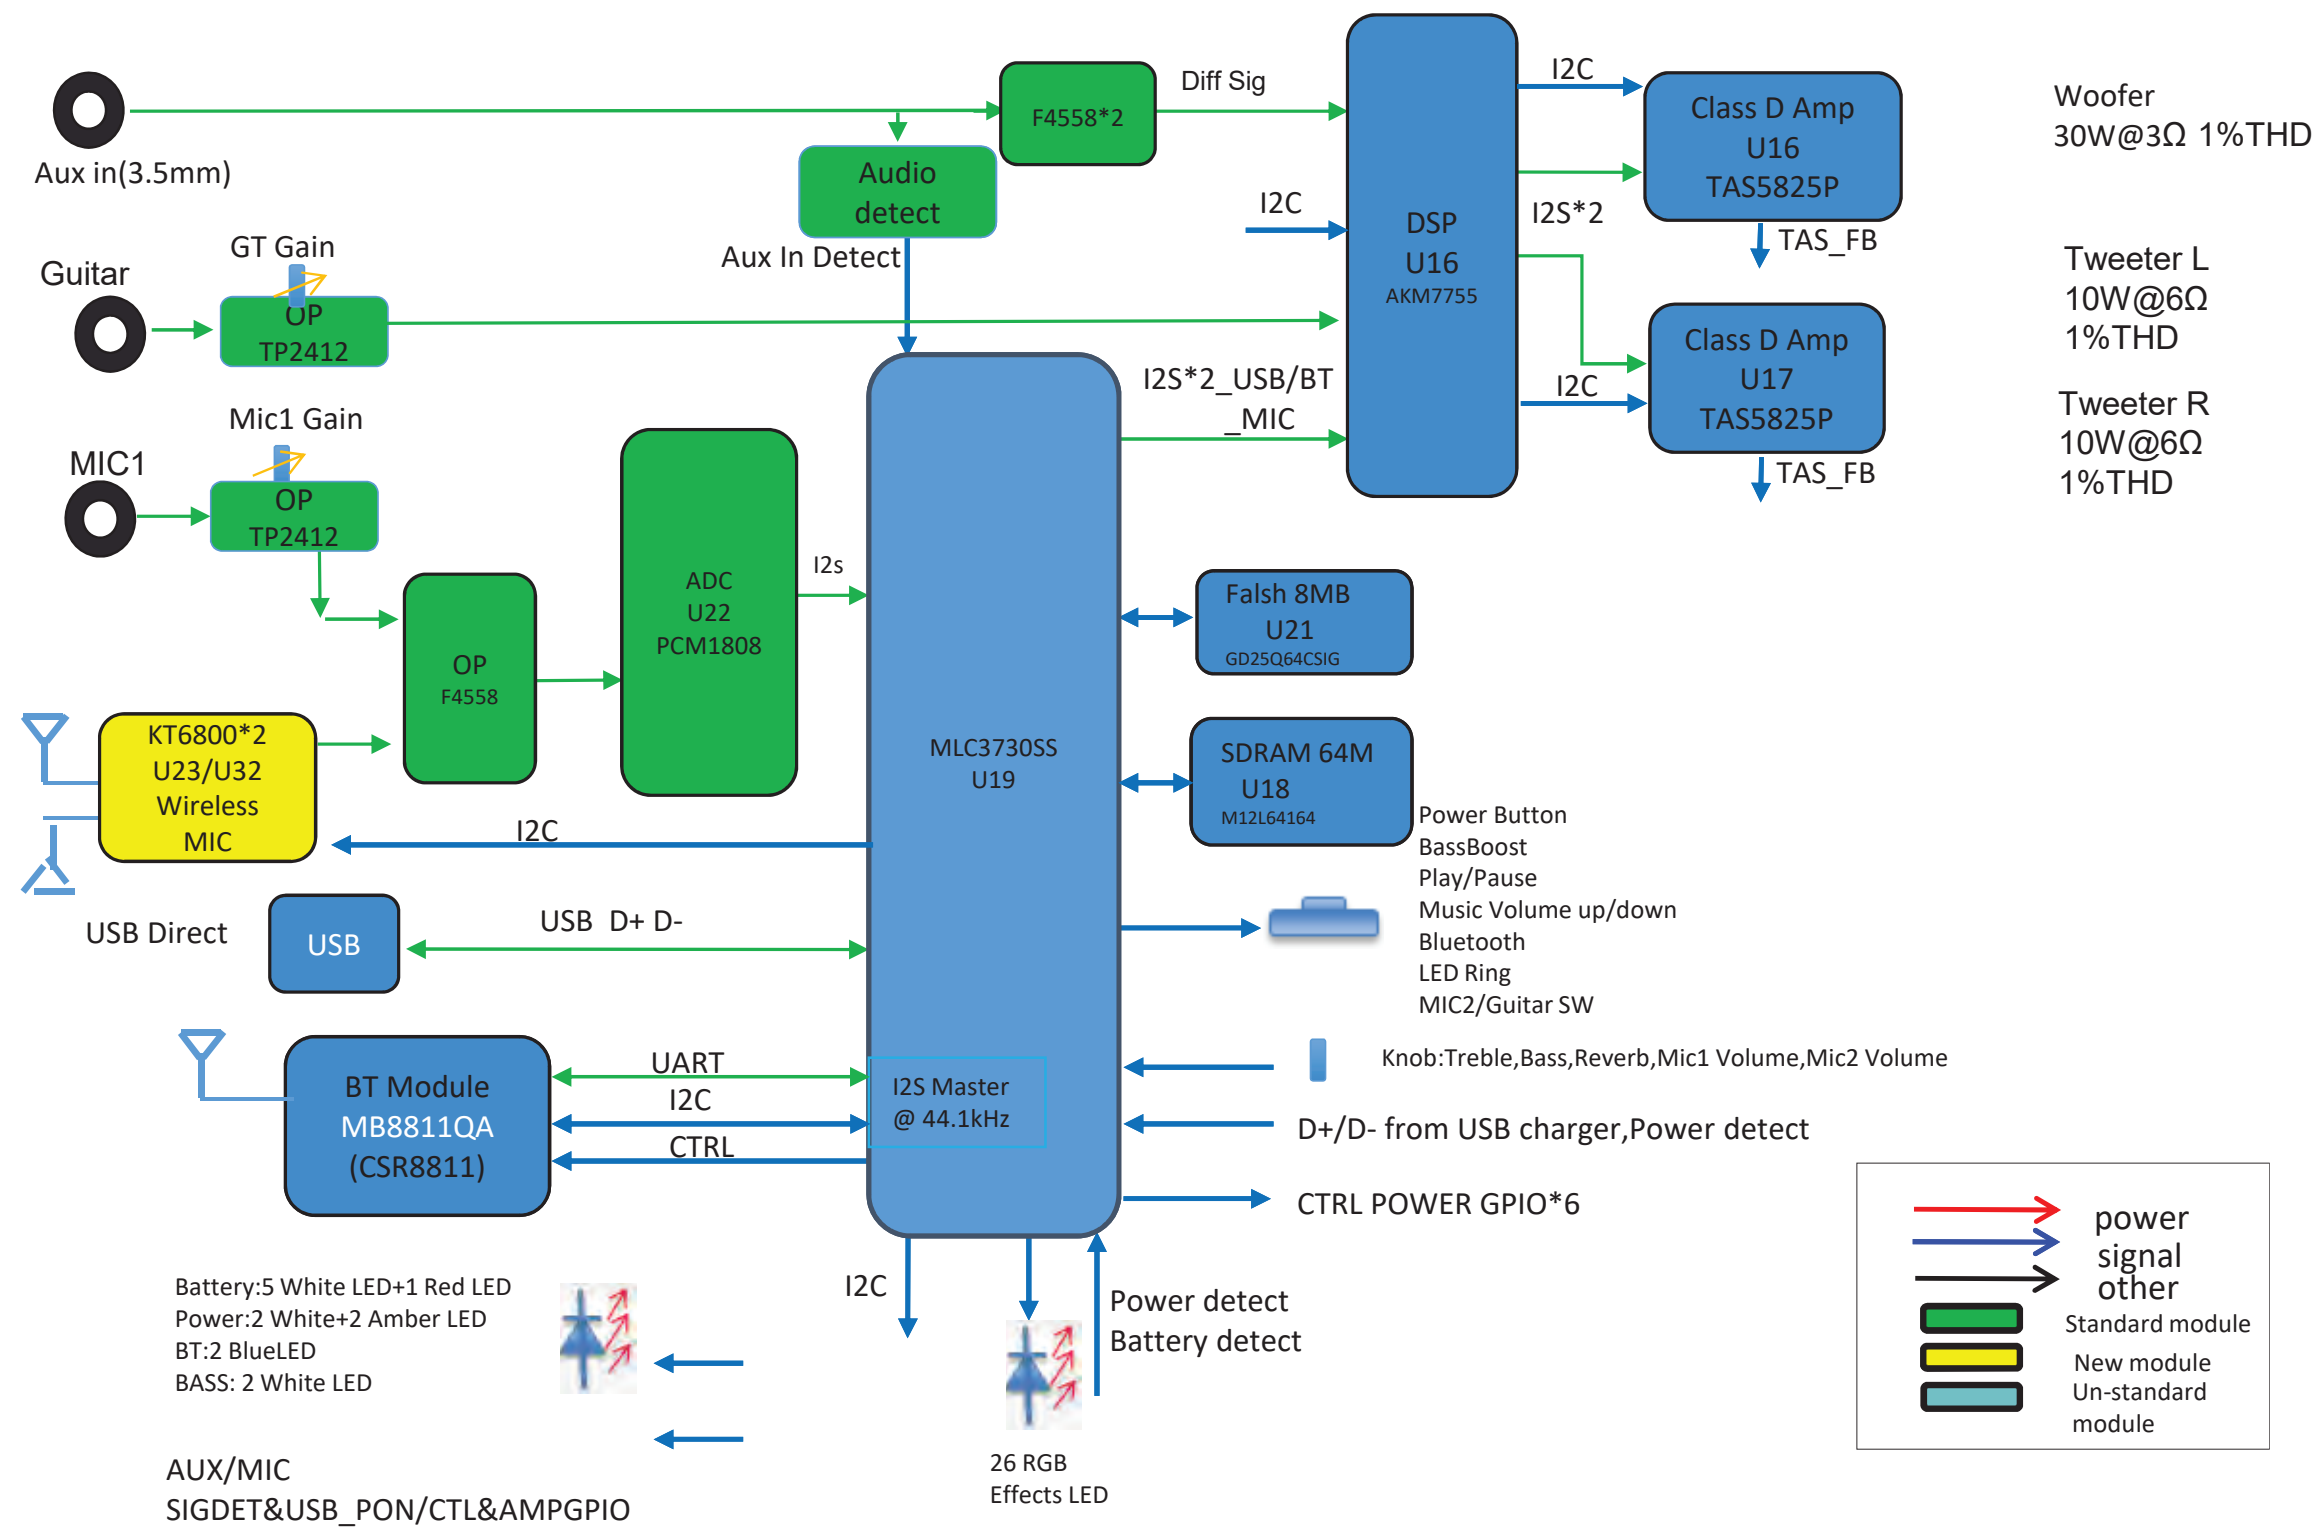 Aux in(3.5mm)
F4558*2
Diff Sig
Audio
detect
Aux In Detect
I2C
DSP
U16
AKM7755
I2C
I2S*2
Class D Amp
U16
TAS5825P
TAS_FB
Woofer
30W@3Ω 1%THD
Guitar
GT Gain
OP
TP2412
Tweeter L
10W@6Ω
1%THD
Class D Amp
U17
TAS5825P
I2C
TAS_FB
Tweeter R
10W@6Ω
1%THD
MIC1
Mic1 Gain
OP
TP2412
I2S*2_USB/BT
_MIC
OP
F4558
ADC
U22
PCM1808
I2s
MLC3730SS
U19
Falsh 8MB
U21
GD25Q64CSIG
SDRAM 64M
U18
M12L64164
KT6800*2
U23/U32
Wireless
MIC
I2C
Power Button
BassBoost
Play/Pause
Music Volume up/down
Bluetooth
LED Ring
MIC2/Guitar SW
USB Direct
USB
USB D+ D-
BT Module
MB8811QA
(CSR8811)
UART
I2C
CTRL
I2S Master
@ 44.1kHz
Knob:Treble,Bass,Reverb,Mic1 Volume,Mic2 Volume
D+/D- from USB charger,Power detect
CTRL POWER GPIO*6
Battery:5 White LED+1 Red LED
Power:2 White+2 Amber LED
BT:2 BlueLED
BASS: 2 White LED
I2C
Power detect
Battery detect
26 RGB
Effects LED
AUX/MIC
SIGDET&USB_PON/CTL&AMPGPIO
power
signal
other
Standard module
New module
Un-standard
module